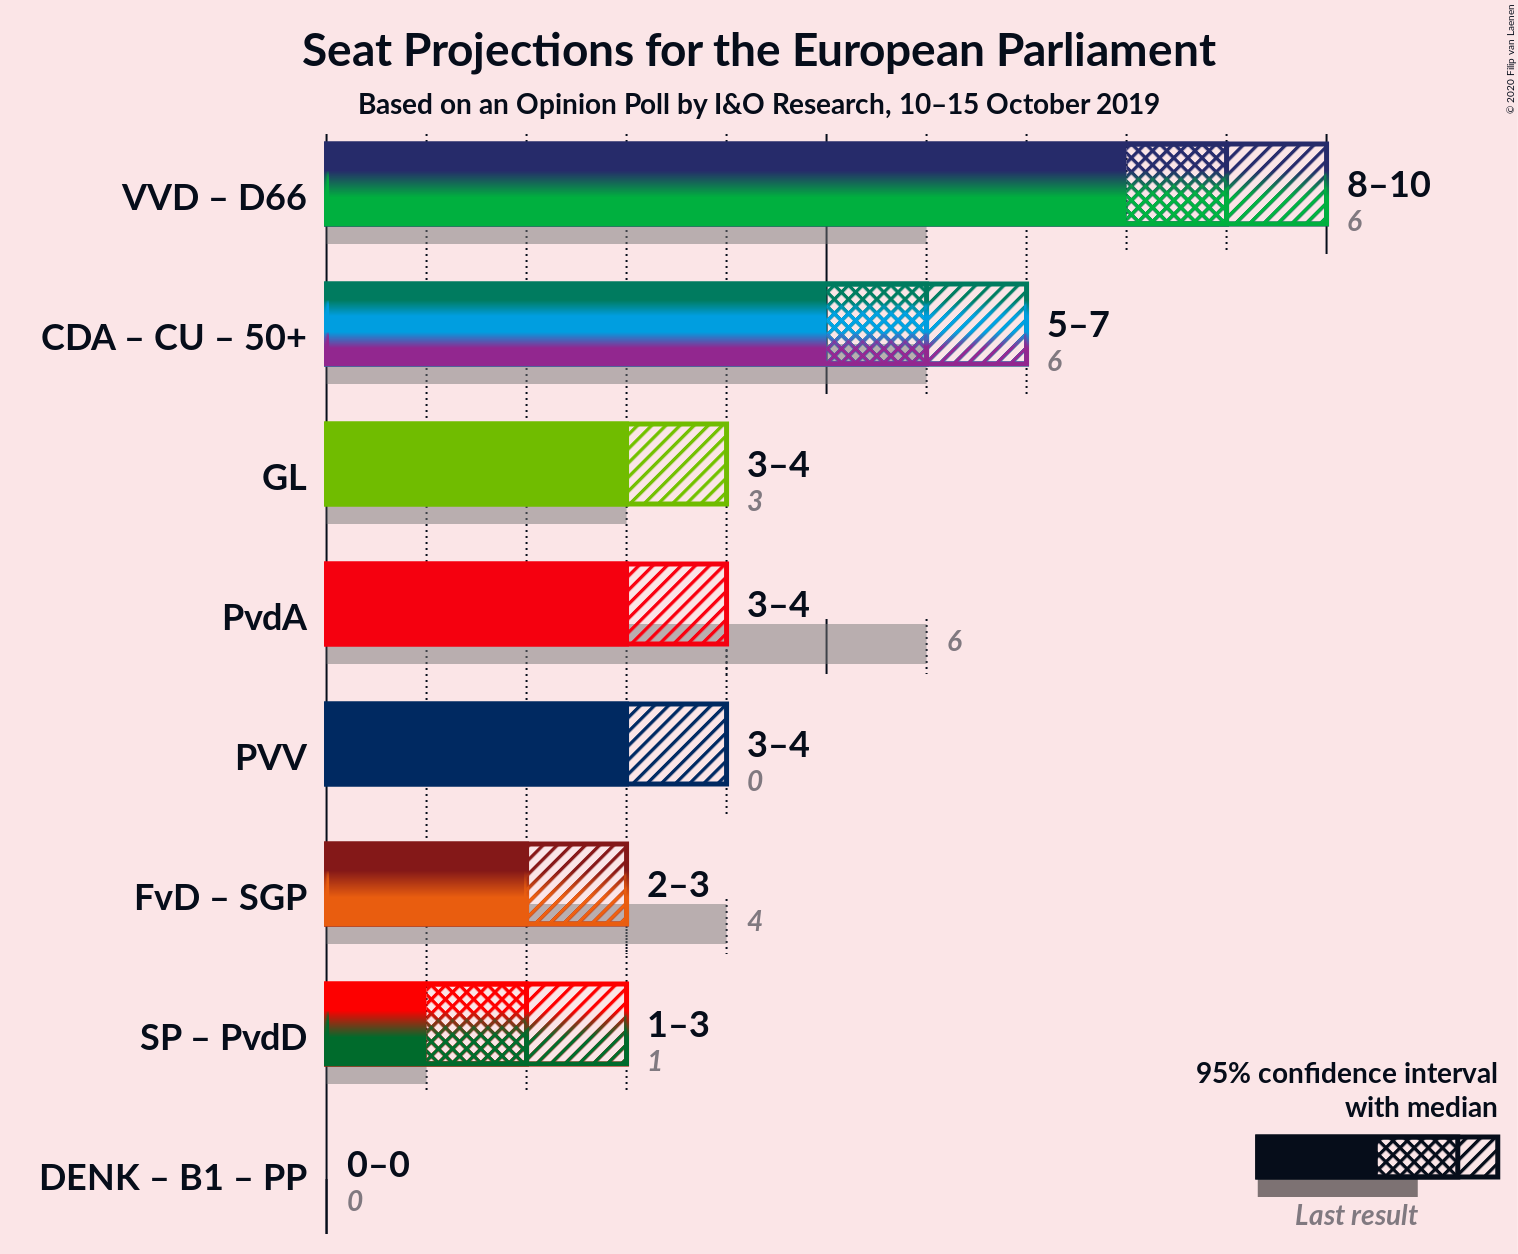 Seat Projections for the European Parliament
Based on an Opinion Poll by I&O Research, 10–15 October 2019
© 2020 Filip van Laenen
VVD – D66
8–10
6
CDA – CU – 50+
5–7
6
GL
3–4
3
PvdA
3–4
6
PVV
3–4
0
FvD – SGP
2–3
4
SP – PvdD
1–3
1
DENK – B1 – PP
0–0
0
95% confidence interval
with median
Last result